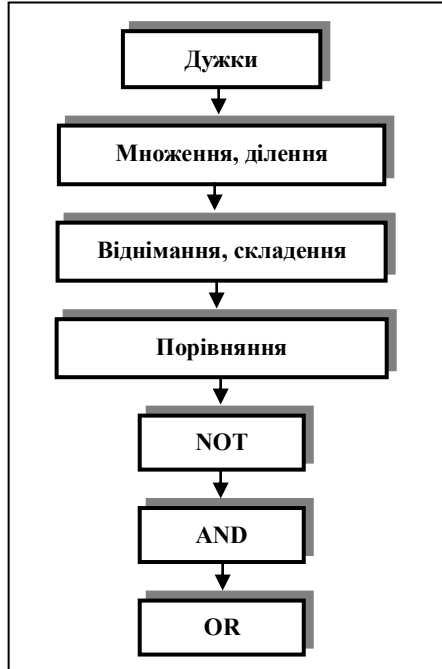 Дужки
Множення, ділення
Віднімання, складення
Порівняння
NOT
AND
OR